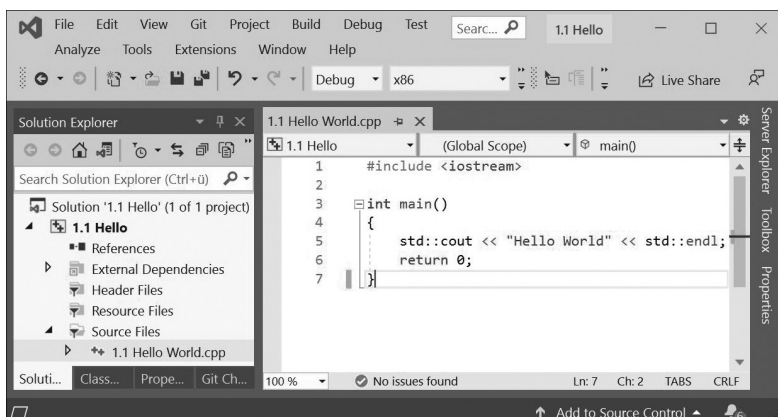 File Edit View Git Project Build Debug Test Searc... 1.1 Hello
Analyze Tools Extensions Window Help
Debug x86 Live Share
Solution Explorer
Search Solution Explorer (Ctrl+ü)
Solution '1.1 Hello' (1 of 1 project)
1.1 Hello
References
External Dependencies
Header Files
Resource Files
Source Files
1.1 Hello World.cpp
Soluti... Class... Prope... Git Ch...
1.1 Hello World.cpp
1.1 Hello (Global Scope) main()
1 #include <iostream>
2
3 int main()
4 {
5 std::cout << "Hello World" << std::endl;
6 return 0;
7 }
100 % No issues found Ln: 7 Ch: 2 TABS CRLF
Server Explorer
Toolbox
Properties
Add to Source Control
6